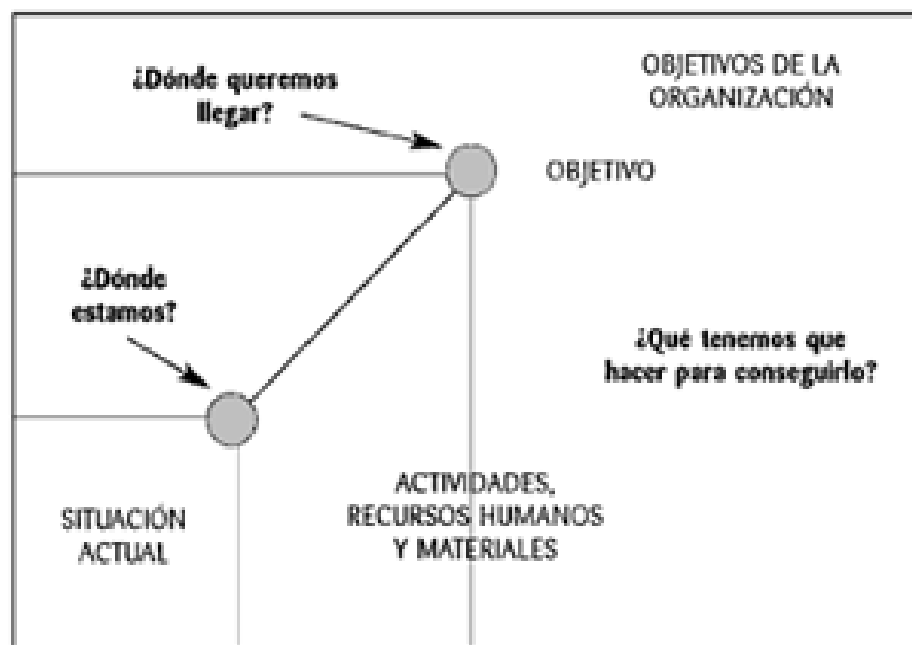 ¿Dónde queremos
llegar?
OBJETIVOS DE LA
ORGANIZACIÓN
OBJETIVO
¿Dónde
estamos?
¿Qué tenemos que
hacer para conseguirlo?
SITUACIÓN
ACTUAL
ACTIVIDADES,
RECURSOS HUMANOS
Y MATERIALES